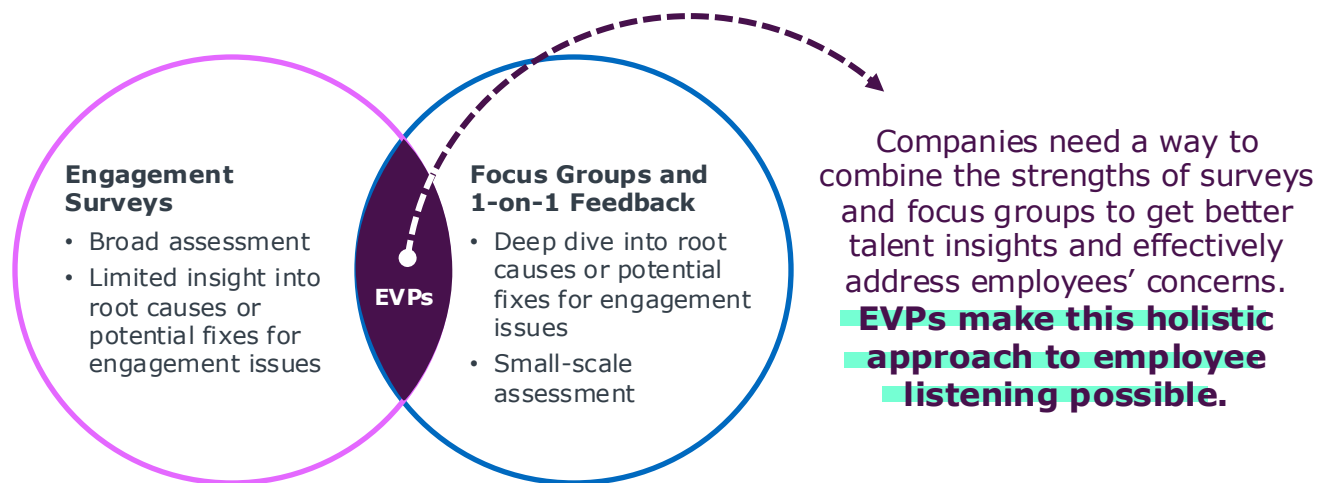 Engagement
Surveys
• Broad assessment
• Limited insight into
root causes or
potential fixes for
engagement issues
EVPs
Focus Groups and
1-on-1 Feedback
• Deep dive into root
causes or potential
fixes for engagement
issues
• Small-scale
assessment
Companies need a way to
combine the strengths of surveys
and focus groups to get better
talent insights and effectively
address employees’ concerns.
EVPs make this holistic
approach to employee
listening possible.